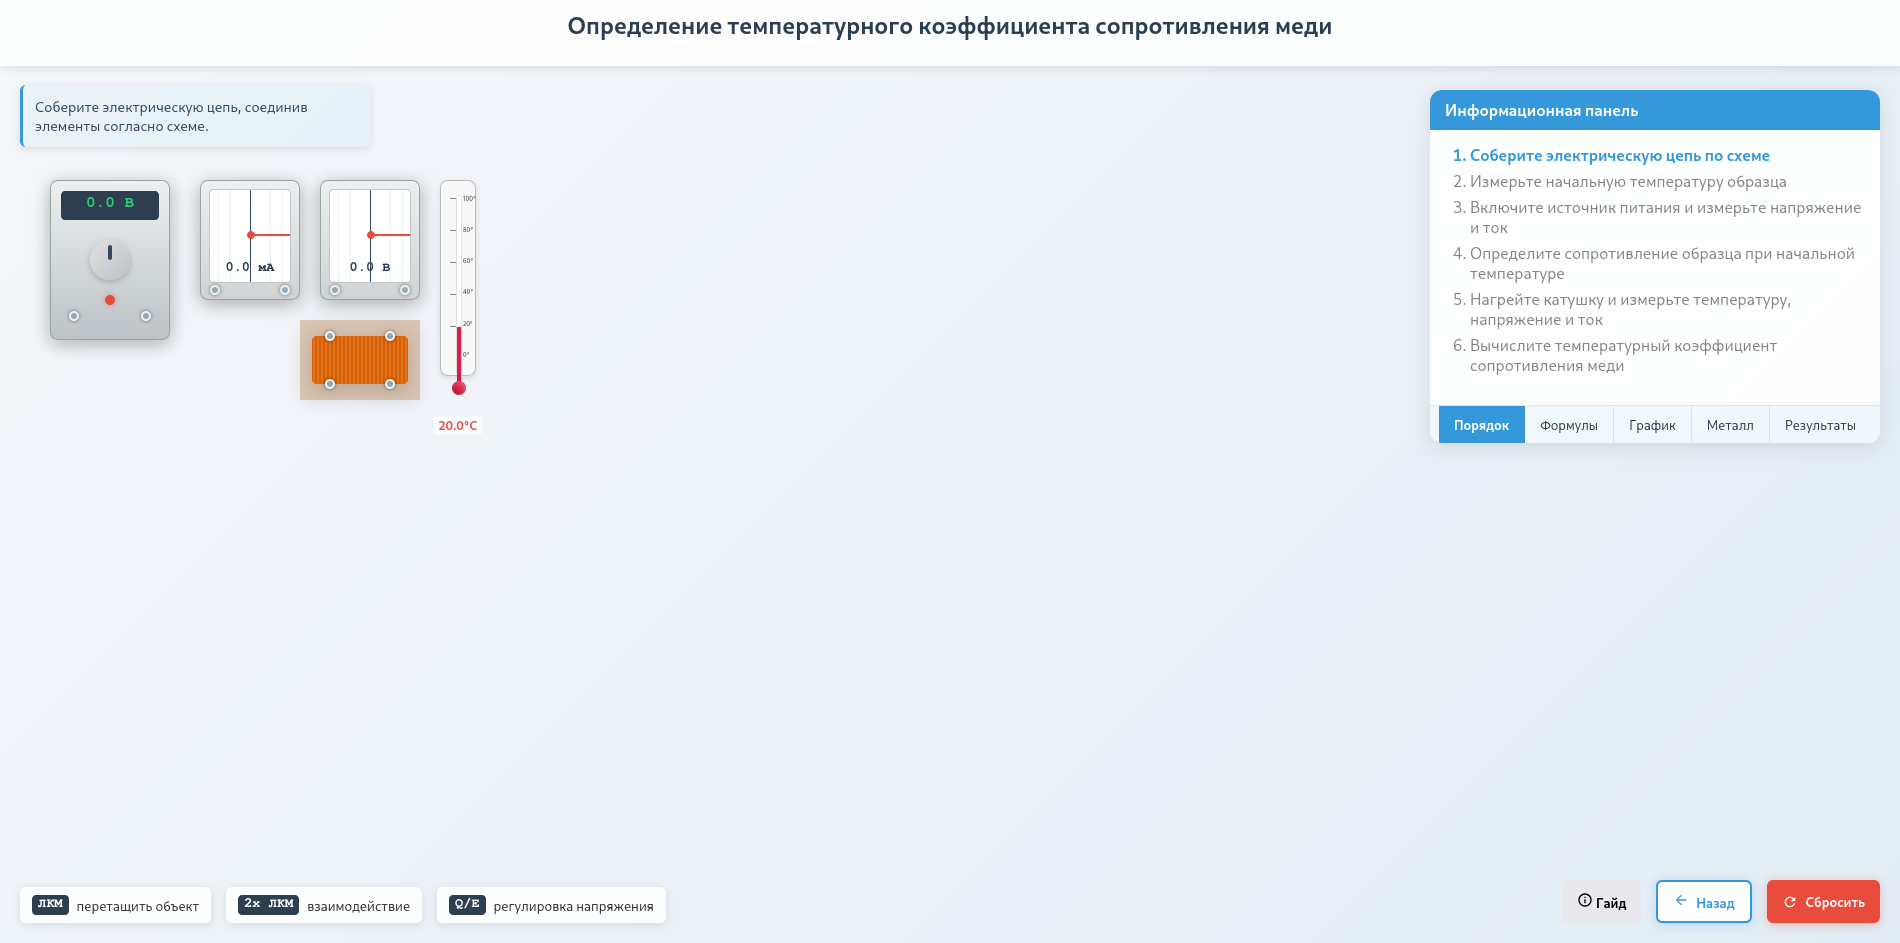 Определение температурного коэффициента сопротивления меди
Соберите электрическую цепь, соединив
элементы согласно схеме.
0.0 В
0.0 мА
0.0 В
100°
80°
60°
40°
20°
0°
20.0°C
Информационная панель
1. Соберите электрическую цепь по схеме
2. Измерьте начальную температуру образца
3. Включите источник питания и измерьте напряжение
и ток
4. Определите сопротивление образца при начальной
температуре
5. Нагрейте катушку и измерьте температуру,
напряжение и ток
6. Вычислите температурный коэффициент
сопротивления меди
Порядок Формулы График Металл Результаты
ЛКМ перетащить объект 2x ЛКМ взаимодействие Q/E регулировка напряжения
Гайд Назад Сбросить